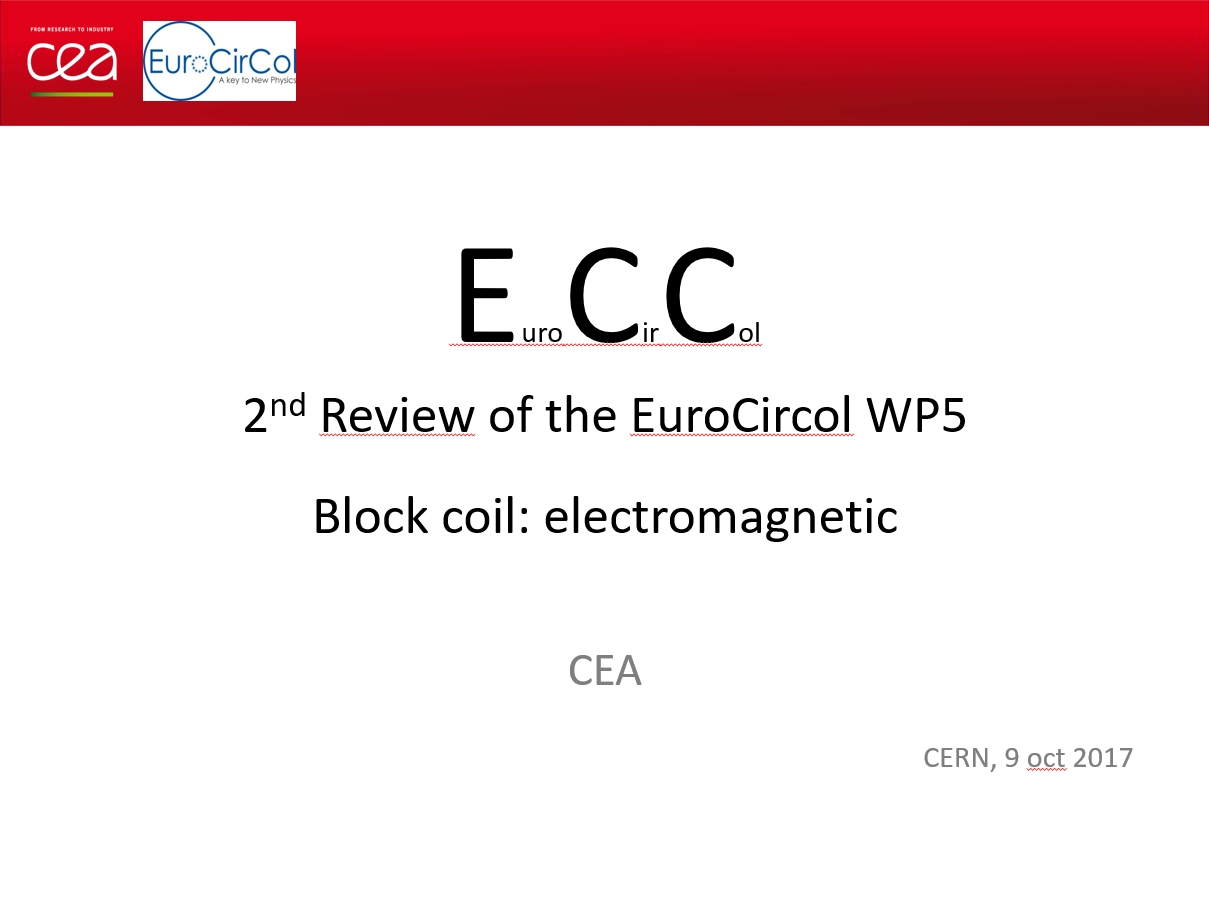 FROM RESEARCH TO INDUSTRY
cea
EuroCirCol
A key to New Physics
EuroCirCol
2nd Review of the EuroCircol WP5
Block coil: electromagnetic
CEA
CERN, 9 oct 2017